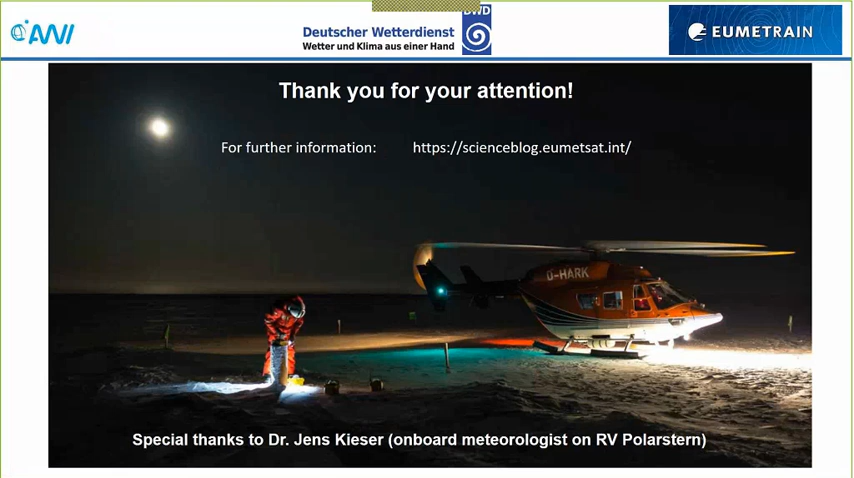 AWI
Deutscher Wetterdienst
Wetter und Klima aus einer Hand
DWD
EUMETRAIN
Thank you for your attention!
For further information: https://scienceblog.eumetsat.int/
D-HARK
Special thanks to Dr. Jens Kieser (onboard meteorologist on RV Polarstern)